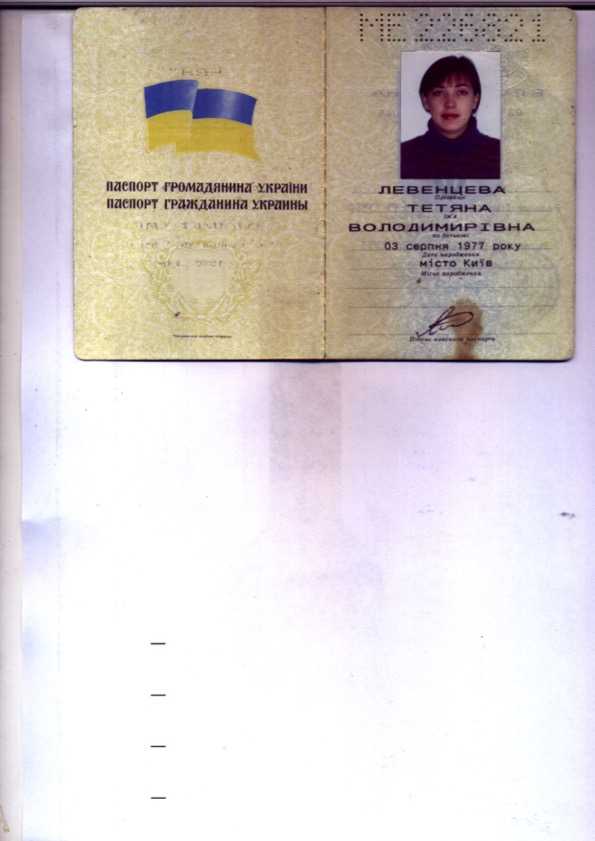 ПАСПОРТ ГРОМАДЯНИНА УКРАЇНИ
ПАСПОРТ ГРАЖДАНИНА УКРАИНЫ
МЕ226821
ЛЕВЕНЦЕВА
Прізвище
ТЕТЯНА
Ім'я
ВОЛОДИМИРІВНА
по батькові
03 серпня 1977 року
Дата народження
місто Київ
Місце народження
Підпис власника паспорта